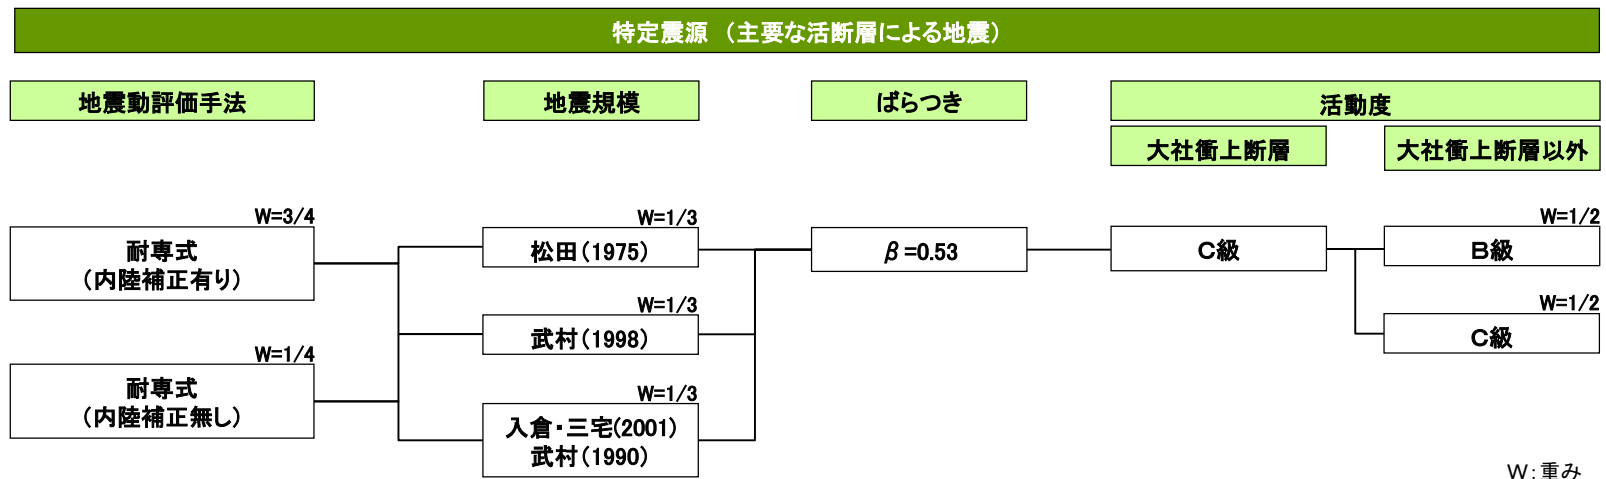 特定震源 （主要な活断層による地震）
地震動評価手法
地震規模
ばらつき
活動度
大社衝上断層
大社衝上断層以外
W=3/4
耐専式
（内陸補正有り）
W=1/4
耐専式
（内陸補正無し）
W=1/3
松田（1975）
W=1/3
武村（1998）
W=1/3
入倉・三宅(2001)
武村（1990）
β=0.53
C級
W=1/2
B級
W=1/2
C級
W：重み